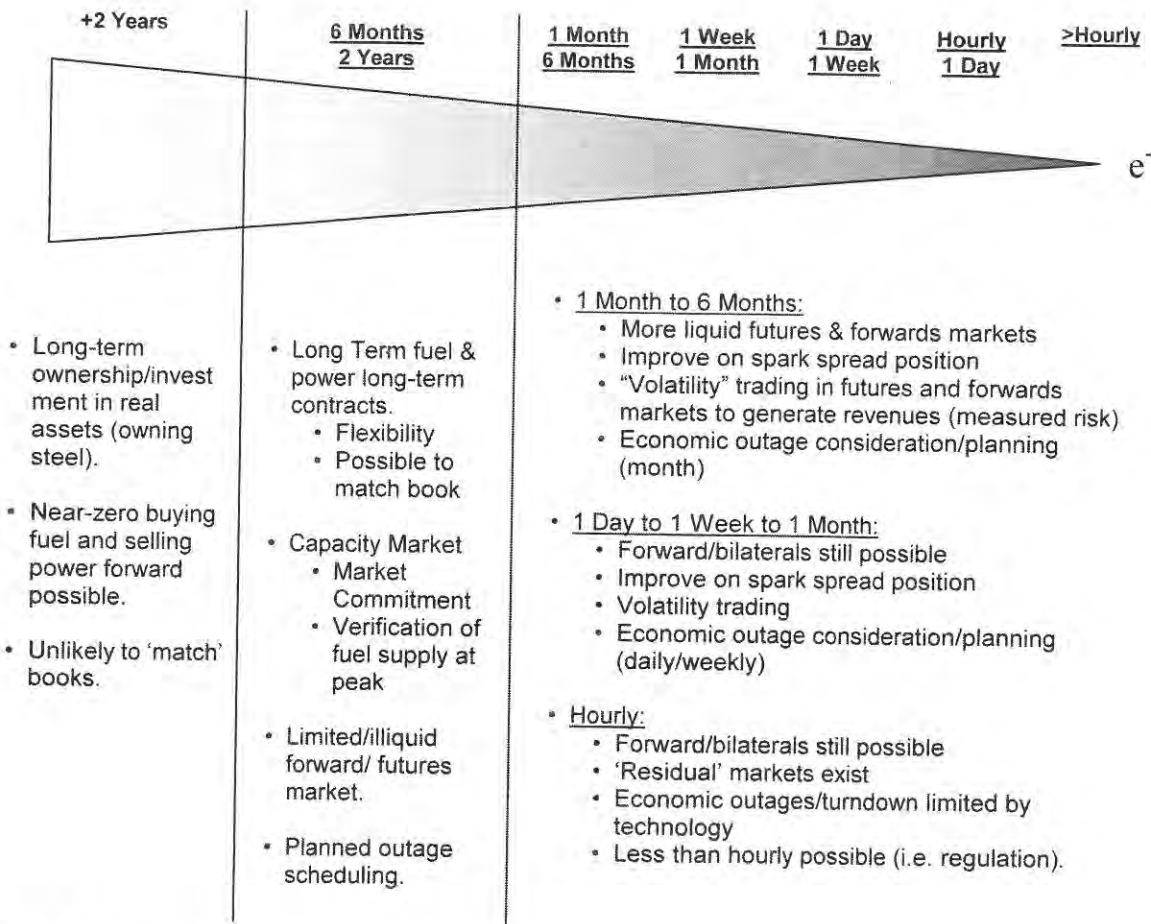 +2 Years
6 Months
2 Years
1 Month
6 Months
1 Week
1 Month
1 Day
1 Week
Hourly
1 Day
>Hourly
e-
• Long-term
ownership/invest
ment in real
assets (owning
steel).
• Near-zero buying
fuel and selling
power forward
possible.
• Unlikely to ‘match’
books.
• Long Term fuel &
power long-term
contracts.
• Flexibility
• Possible to
match book
• Capacity Market
• Market
Commitment
• Verification of
fuel supply at
peak
• Limited/illiquid
forward/ futures
market.
• Planned outage
scheduling.
• 1 Month to 6 Months:
• More liquid futures & forwards markets
• Improve on spark spread position
• “Volatility” trading in futures and forwards
markets to generate revenues (measured risk)
• Economic outage consideration/planning
(month)
• 1 Day to 1 Week to 1 Month:
• Forward/bilaterals still possible
• Improve on spark spread position
• Volatility trading
• Economic outage consideration/planning
(daily/weekly)
• Hourly:
• Forward/bilaterals still possible
• ‘Residual’ markets exist
• Economic outages/turndown limited by
technology
• Less than hourly possible (i.e. regulation).